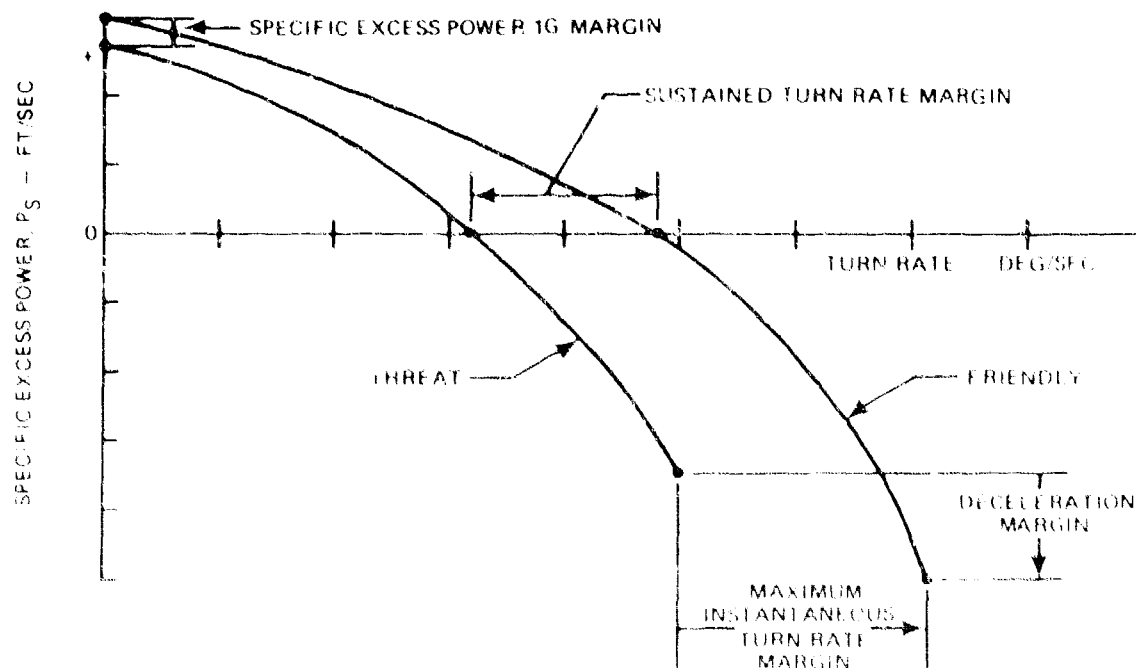 SPECIFIC EXCESS POWER 1G MARGIN
+
SUSTAINED TURN RATE MARGIN
SPECIFIC EXCESS POWER, PS – FT/SEC
0
TURN RATE DEG/SEC
THREAT
FRIENDLY
DECELERATION
MARGIN
MAXIMUM
INSTANTANEOUS
TURN RATE
MARGIN